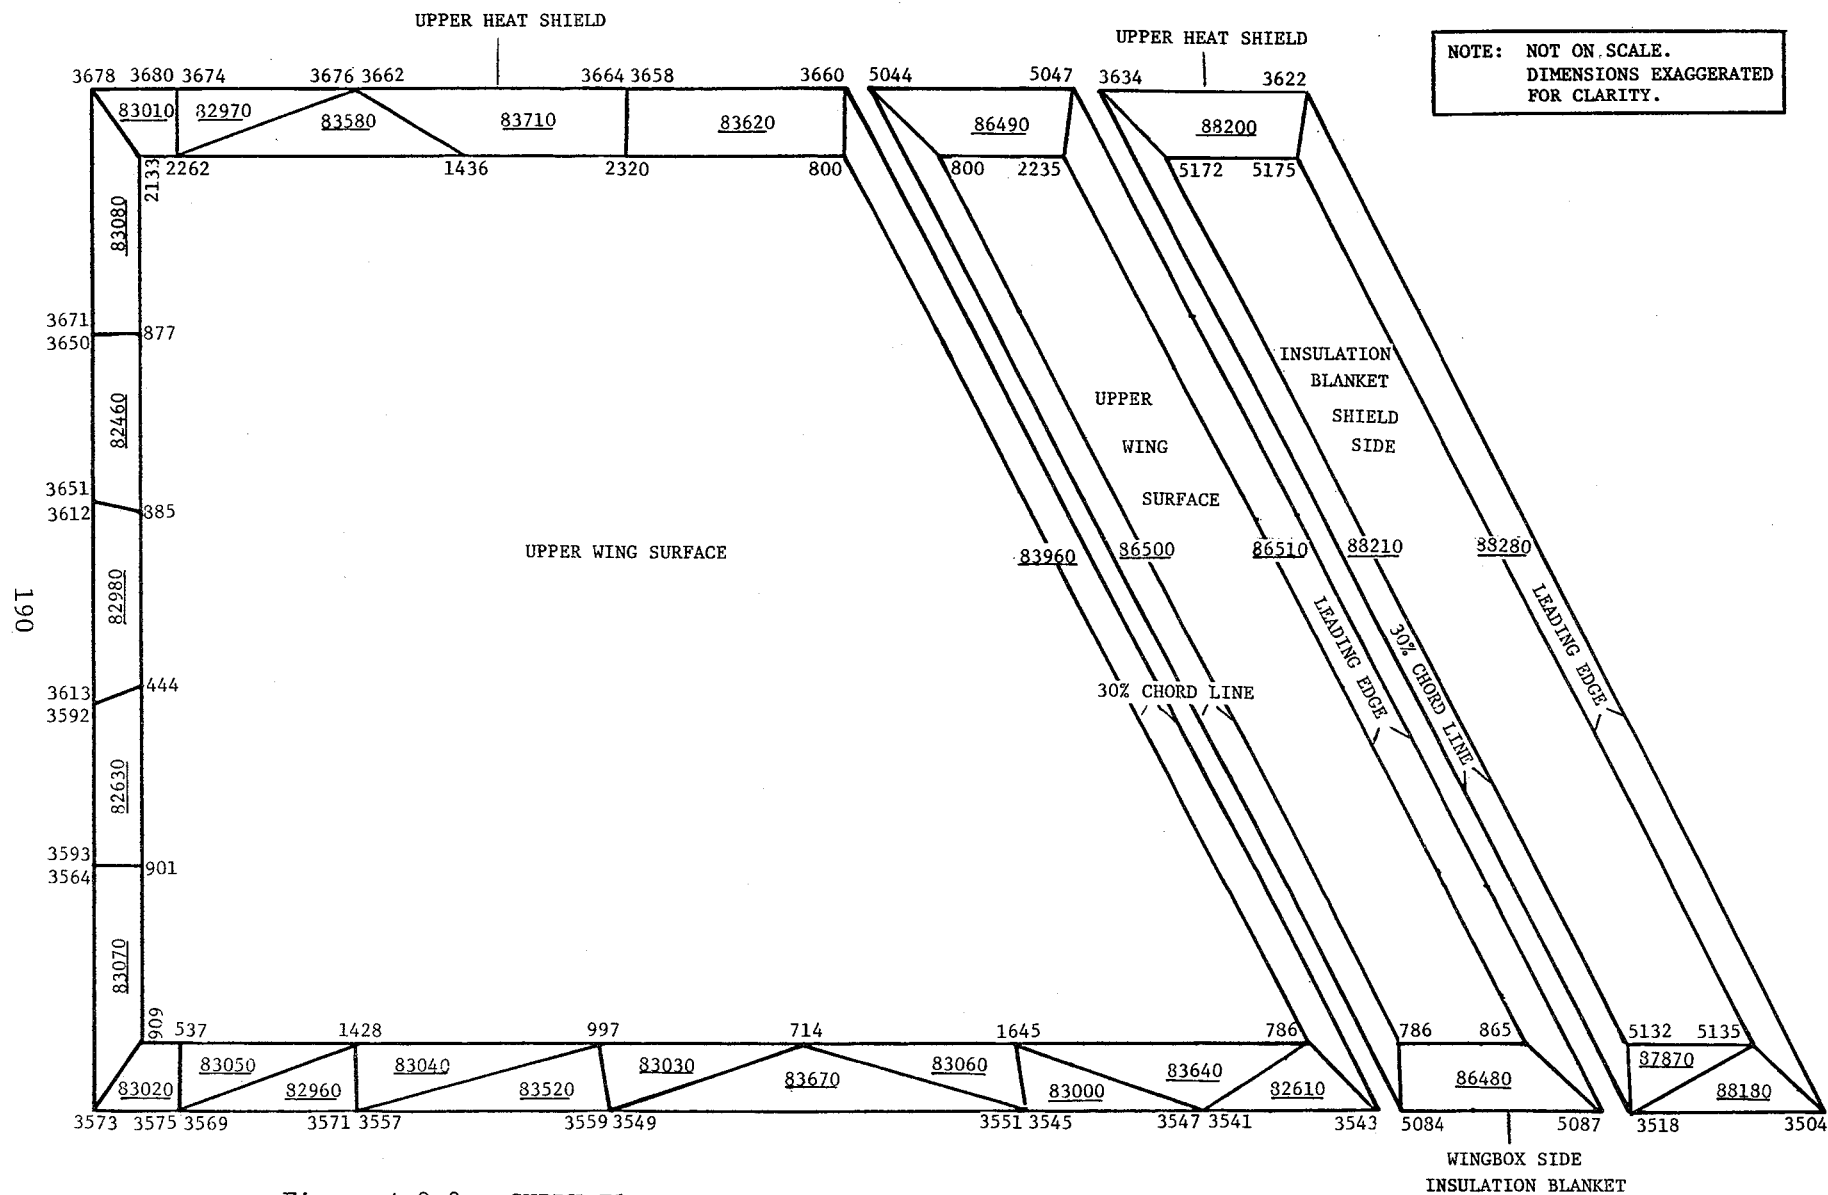 UPPER HEAT SHIELD
UPPER HEAT SHIELD
NOTE: NOT ON SCALE.
DIMENSIONS EXAGGERATED
FOR CLARITY.
3678 3680 3674 3676 3662 3664 3658 3660 5044 5047 3634 3622
83010 82970 83580 83710 83620 86490 88200
2133 2262 1436 2320 800 800 2235 5172 5175
83080
3671 877
3650
82460
3651 385
3612
82980
3613 444
3592
82630
3593 901
3564
83070
INSULATION
BLANKET
SHIELD
SIDE
UPPER
WING
SURFACE
UPPER WING SURFACE
83960 86500 86510 88210 88280
190
LEADING EDGE
30% CHORD LINE
LEADING EDGE
30% CHORD LINE
909 537 1428 997 714 1645 786 786 865 5132 5135
83050 83040 83030 83060 83640 87870
83020 82960 83520 83670 83000 82610 86480 88180
3573 3575 3569 3571 3557 3559 3549 3551 3545 3547 3541 3543 5084 5087 3518 3504
WINGBOX SIDE
INSULATION BLANKET